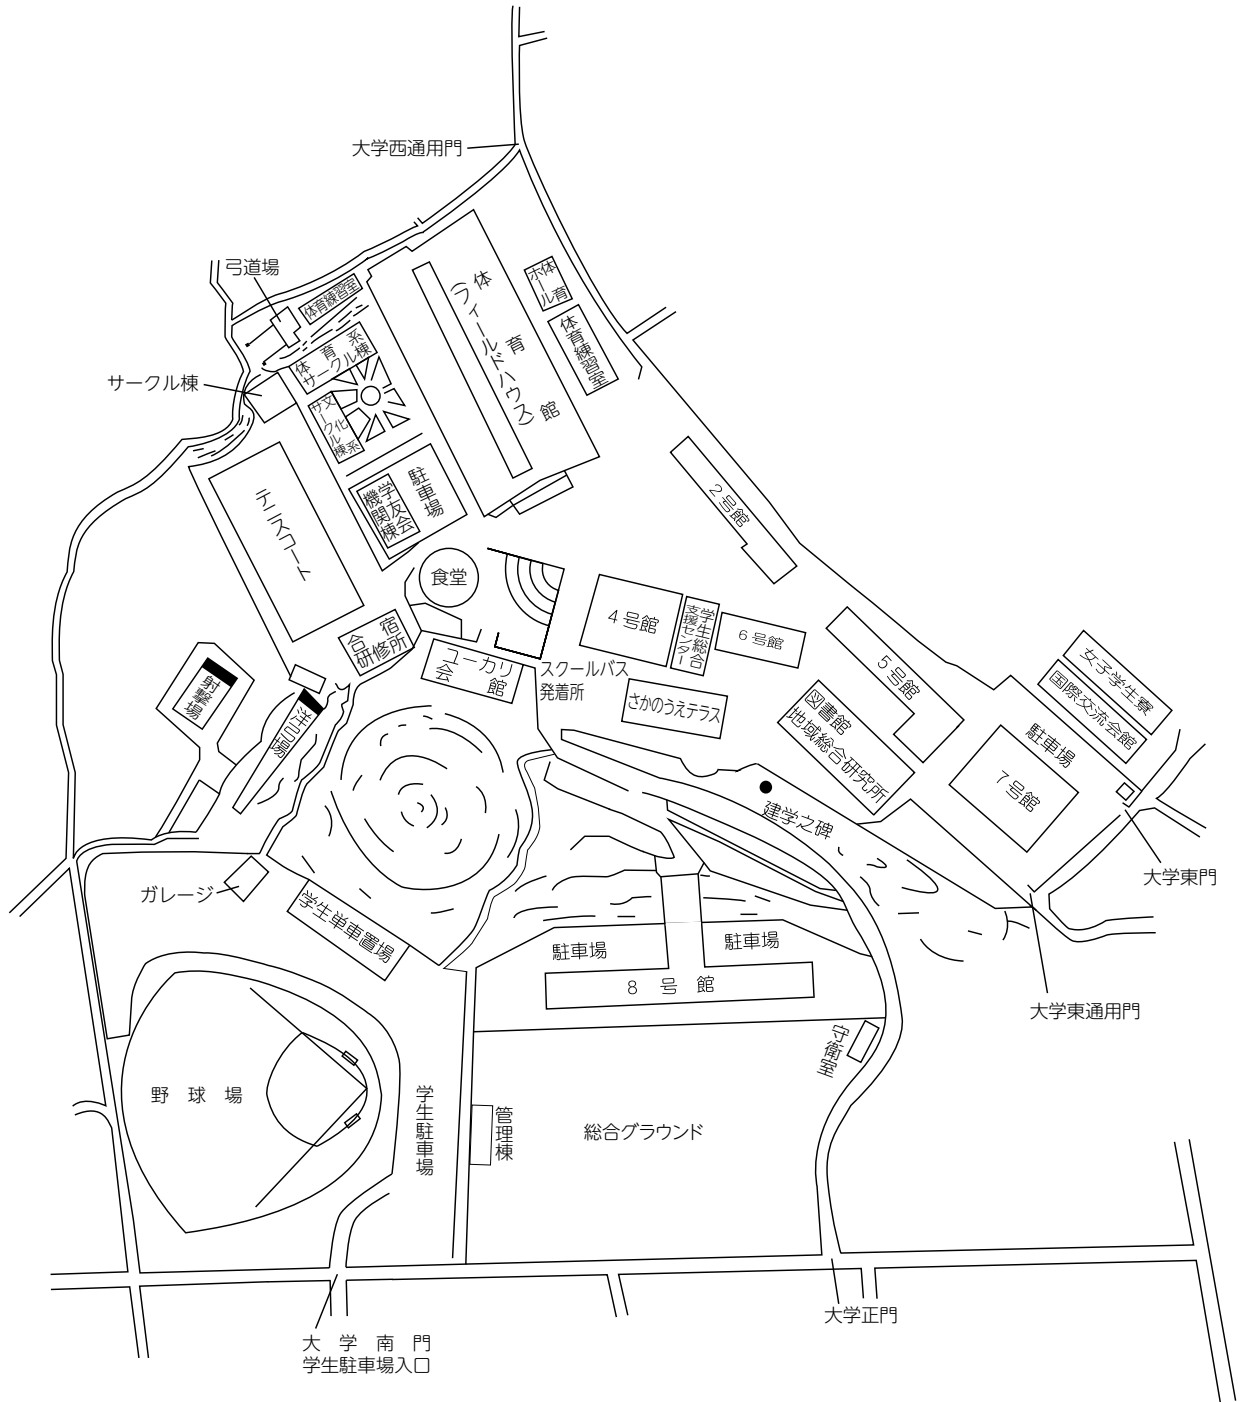 大学西通用門
弓道場
体育練習室
体育ホール
体育館
(フィールドハウス)
体育練習室
体育系
サークル棟
サークル棟
文化系
サークル棟
駐車場
学友会
機関棟
テニスコート
2号館
食堂
4号館
学生総合
支援センター
6号館
5号館
合宿
研修所
ユーカリ
会館
スクールバス
発着所
さかのうえテラス
図書館
地域総合研究所
女子学生寮
国際交流会館
駐車場
7号館
射撃場
洋弓場
建学之碑
大学東門
ガレージ
学生単車置場
駐車場
駐車場
8号館
大学東通用門
守衛室
野球場
学生駐車場
管理棟
総合グラウンド
大学正門
大学南門
学生駐車場入口